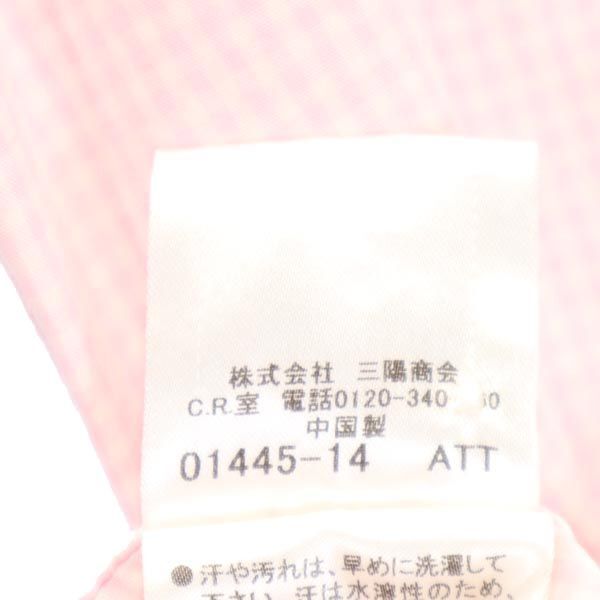 株式会社 三陽商会
C.R.室 電話0120-340 60
中国製
01445-14 ATT
●汗や汚れは、早めに洗濯して
下さい。汗は水溶性のため、